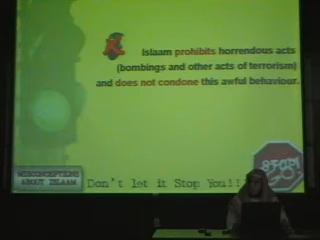 Islaam prohibits horrendous acts
(bombings and other acts of terrorism)
and does not condone this awful behaviour.
MISCONCEPTIONS
ABOUT ISLAAM
Don't let it Stop You!!!
STOP!